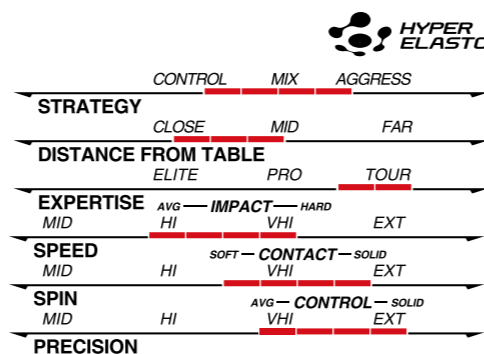 HYPER
ELASTO
CONTROL MIX AGGRESS
STRATEGY
CLOSE MID FAR
DISTANCE FROM TABLE
ELITE PRO TOUR
EXPERTISE AVG — IMPACT — HARD
MID HI VHI EXT
SPEED SOFT — CONTACT — SOLID
MID HI VHI EXT
SPIN AVG — CONTROL — SOLID
MID HI VHI EXT
PRECISION